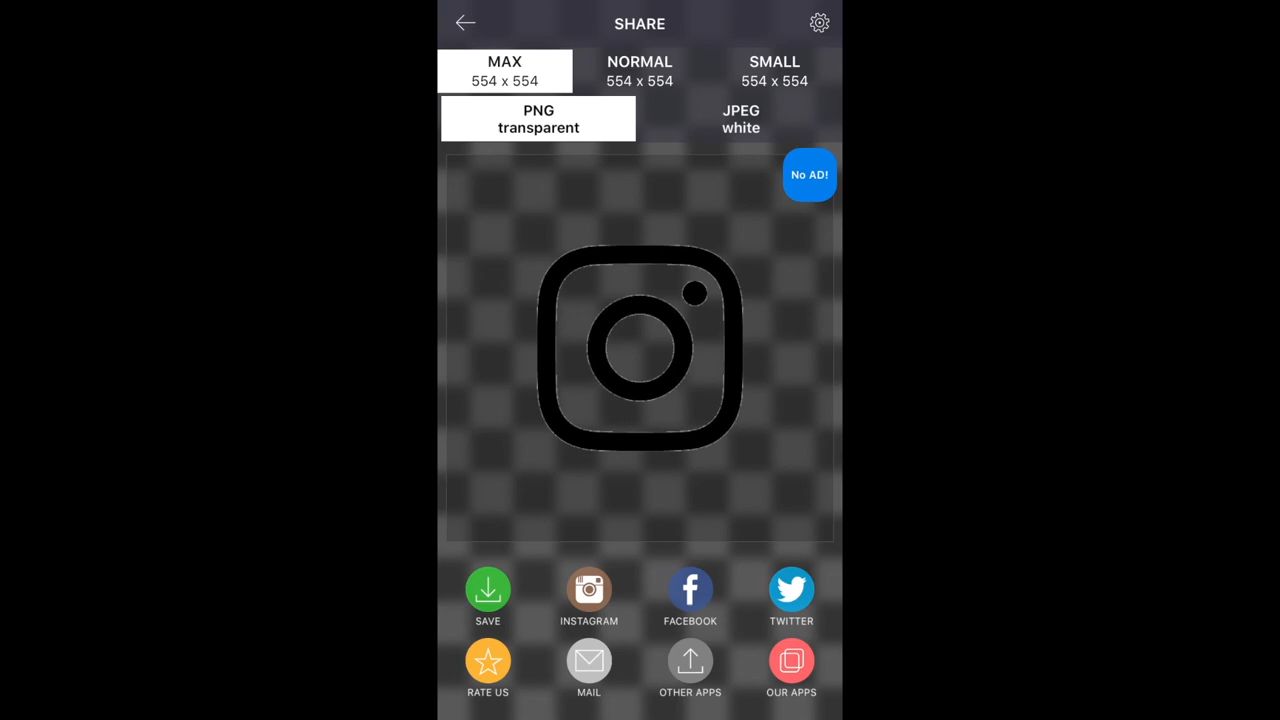 SHARE
MAX
554 x 554
NORMAL
554 x 554
SMALL
554 x 554
PNG
transparent
JPEG
white
No AD!
SAVE
INSTAGRAM
FACEBOOK
TWITTER
RATE US
MAIL
OTHER APPS
OUR APPS